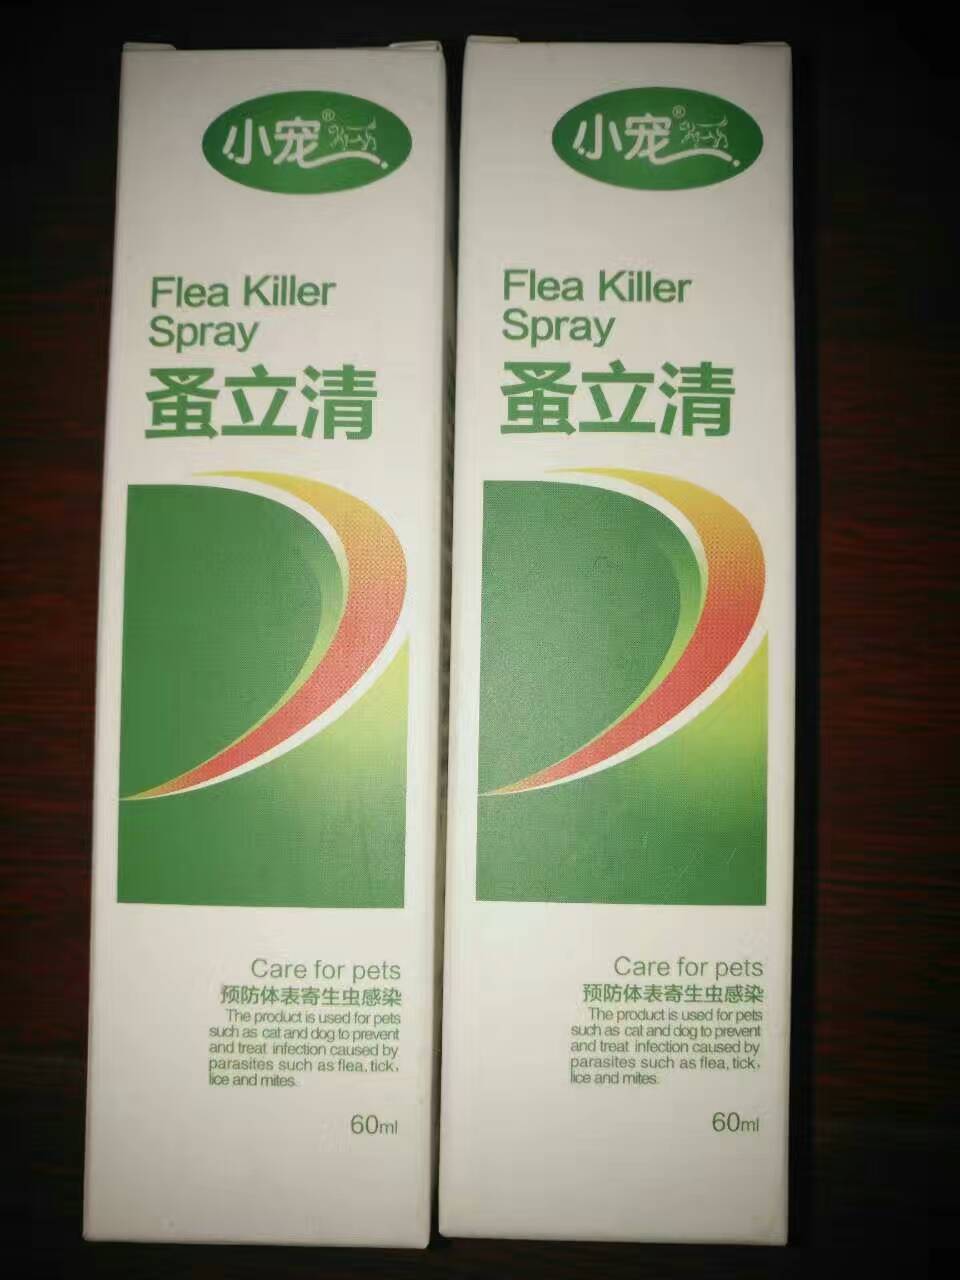 小宠®
Flea Killer
Spray
蚤立清
Care for pets
预防体表寄生虫感染
The product is used for pets
such as cat and dog to prevent
and treat infection caused by
parasites such as flea, tick,
lice and mites.
60ml
小宠®
Flea Killer
Spray
蚤立清
Care for pets
预防体表寄生虫感染
The product is used for pets
such as cat and dog to prevent
and treat infection caused by
parasites such as flea, tick,
lice and mites.
60ml